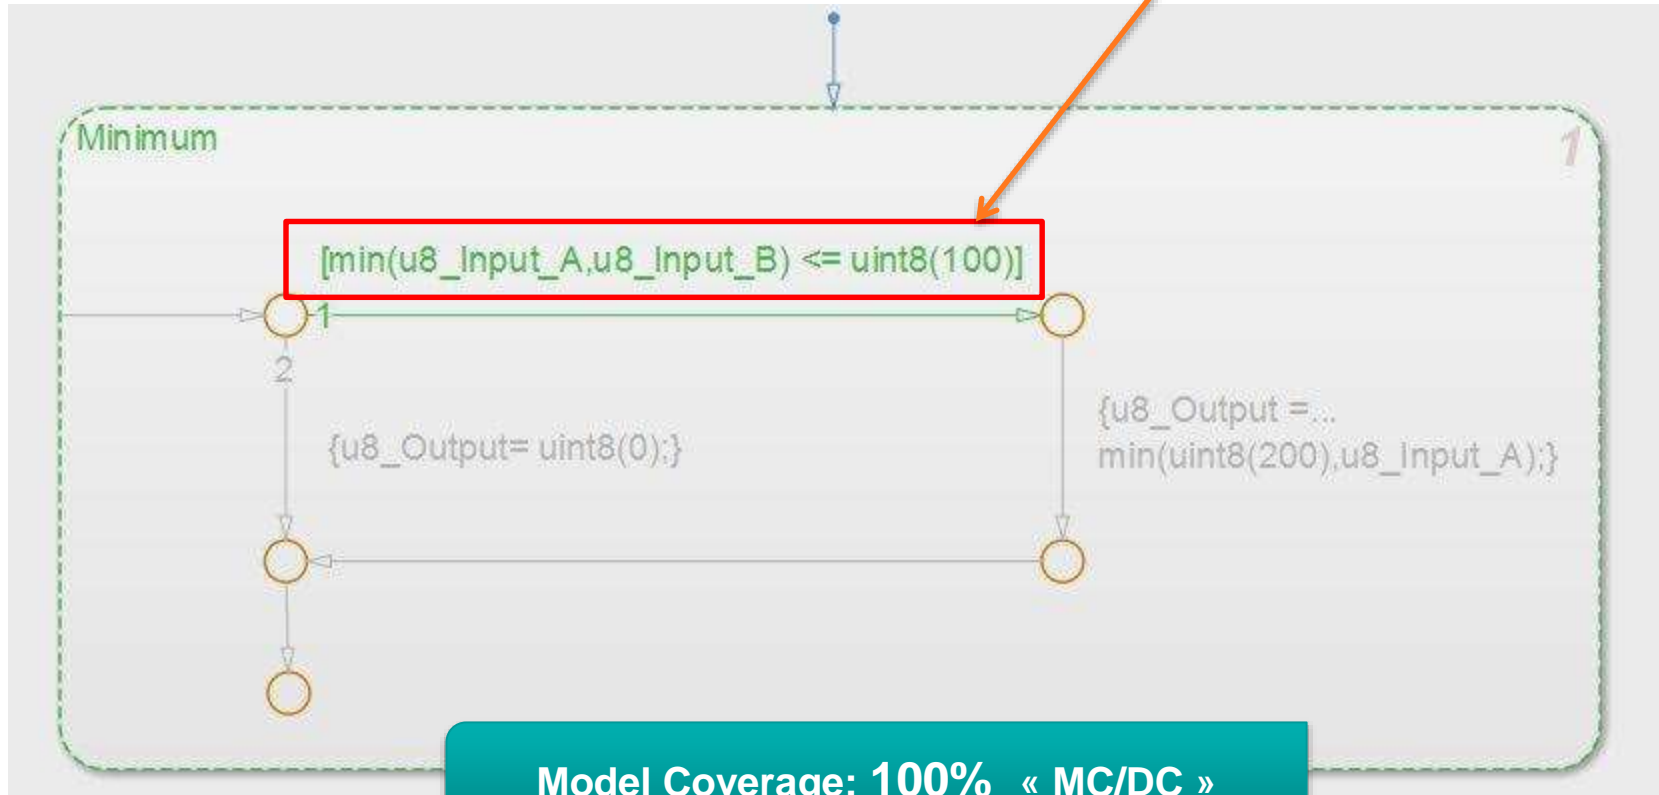 Minimum
1
[min(u8_Input_A,u8_Input_B) <= uint8(100)]
1
2
{u8_Output= uint8(0);}
{u8_Output =...
min(uint8(200),u8_Input_A);}
Model Coverage: 100% « MC/DC »